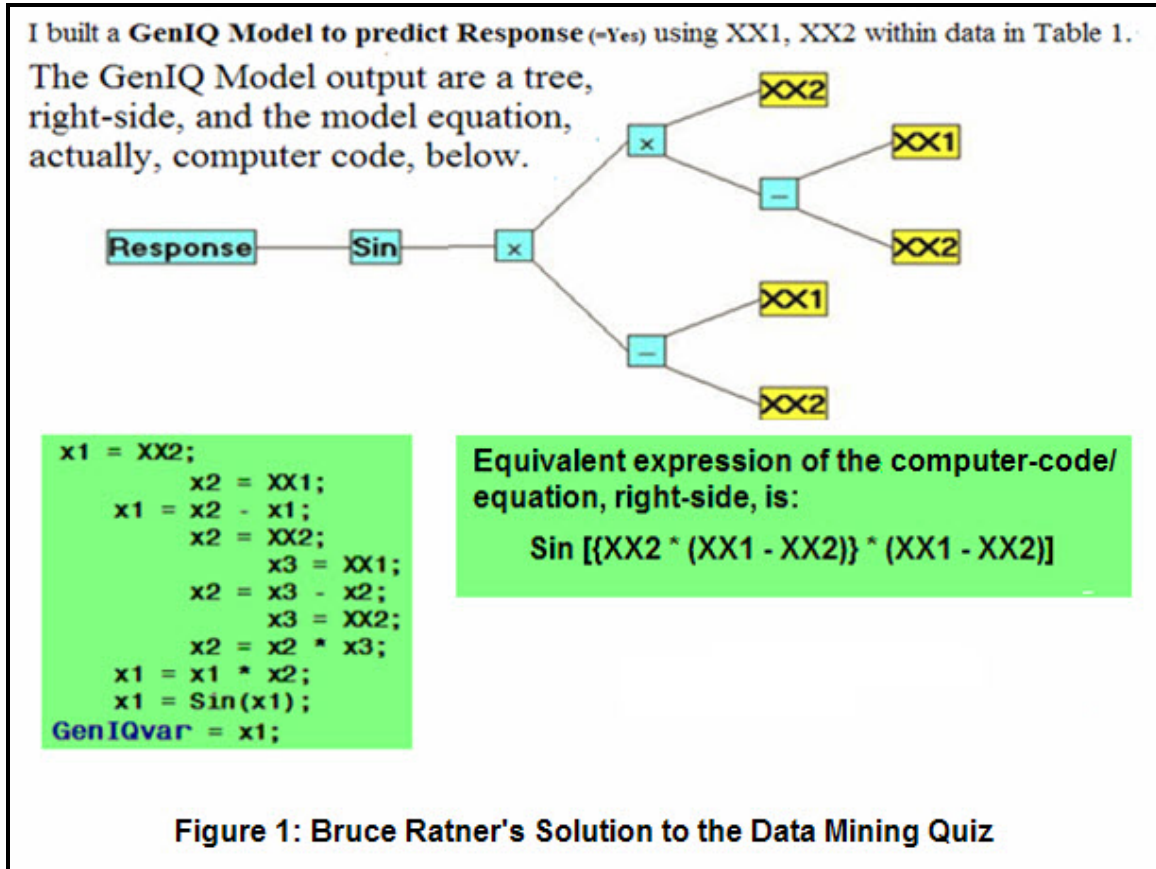 I built a GenIQ Model to predict Response (=Yes) using XX1, XX2 within data in Table 1.
The GenIQ Model output are a tree,
right-side, and the model equation,
actually, computer code, below.
XX2
×
XX1
−
XX2
Response
Sin
×
XX1
−
XX2
x1 = XX2;
x2 = XX1;
x1 = x2 - x1;
x2 = XX2;
x3 = XX1;
x2 = x3 - x2;
x3 = XX2;
x2 = x2 * x3;
x1 = x1 * x2;
x1 = Sin(x1);
GenIQvar = x1;
Equivalent expression of the computer-code/
equation, right-side, is:
Sin [{XX2 * (XX1 - XX2)} * (XX1 - XX2)]
Figure 1: Bruce Ratner's Solution to the Data Mining Quiz